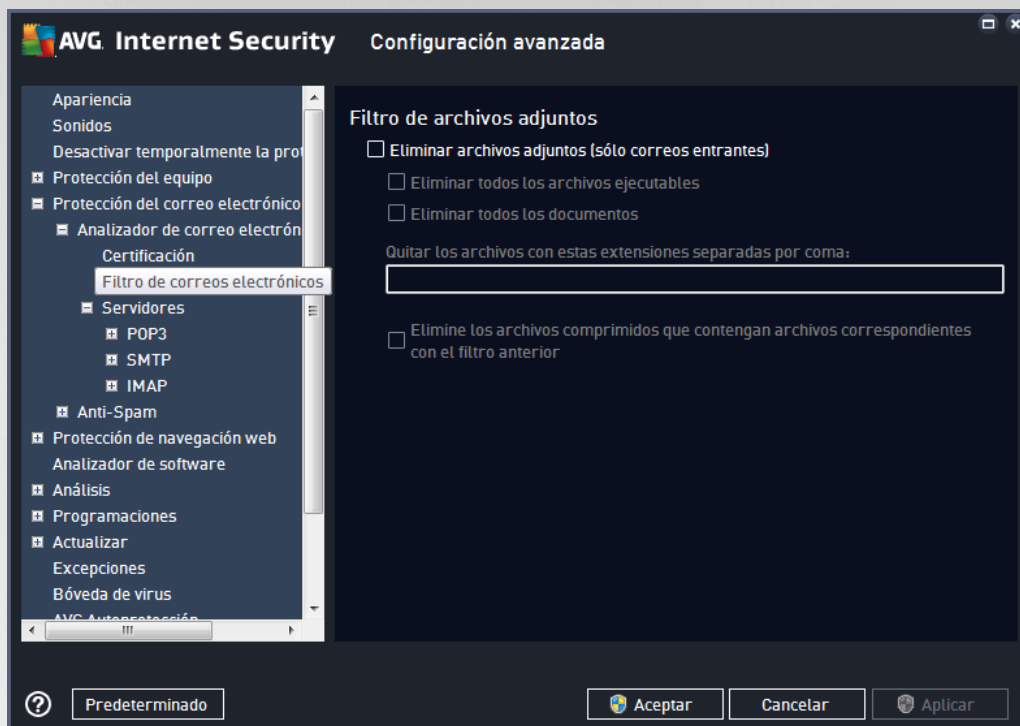 AVG. Internet Security
Configuración avanzada
Apariencia
Sonidos
Desactivar temporalmente la prot
Protección del equipo
Protección del correo electrónico
Analizador de correo electrón
Certificación
Filtro de correos electrónicos
Servidores
POP3
SMTP
IMAP
Anti-Spam
Protección de navegación web
Analizador de software
Análisis
Programaciones
Actualizar
Excepciones
Bóveda de virus
AVG Autoprotección
Filtro de archivos adjuntos
Eliminar archivos adjuntos (sólo correos entrantes)
Eliminar todos los archivos ejecutables
Eliminar todos los documentos
Quitar los archivos con estas extensiones separadas por coma:
Elimine los archivos comprimidos que contengan archivos correspondientes
con el filtro anterior
Predeterminado
Aceptar
Cancelar
Aplicar